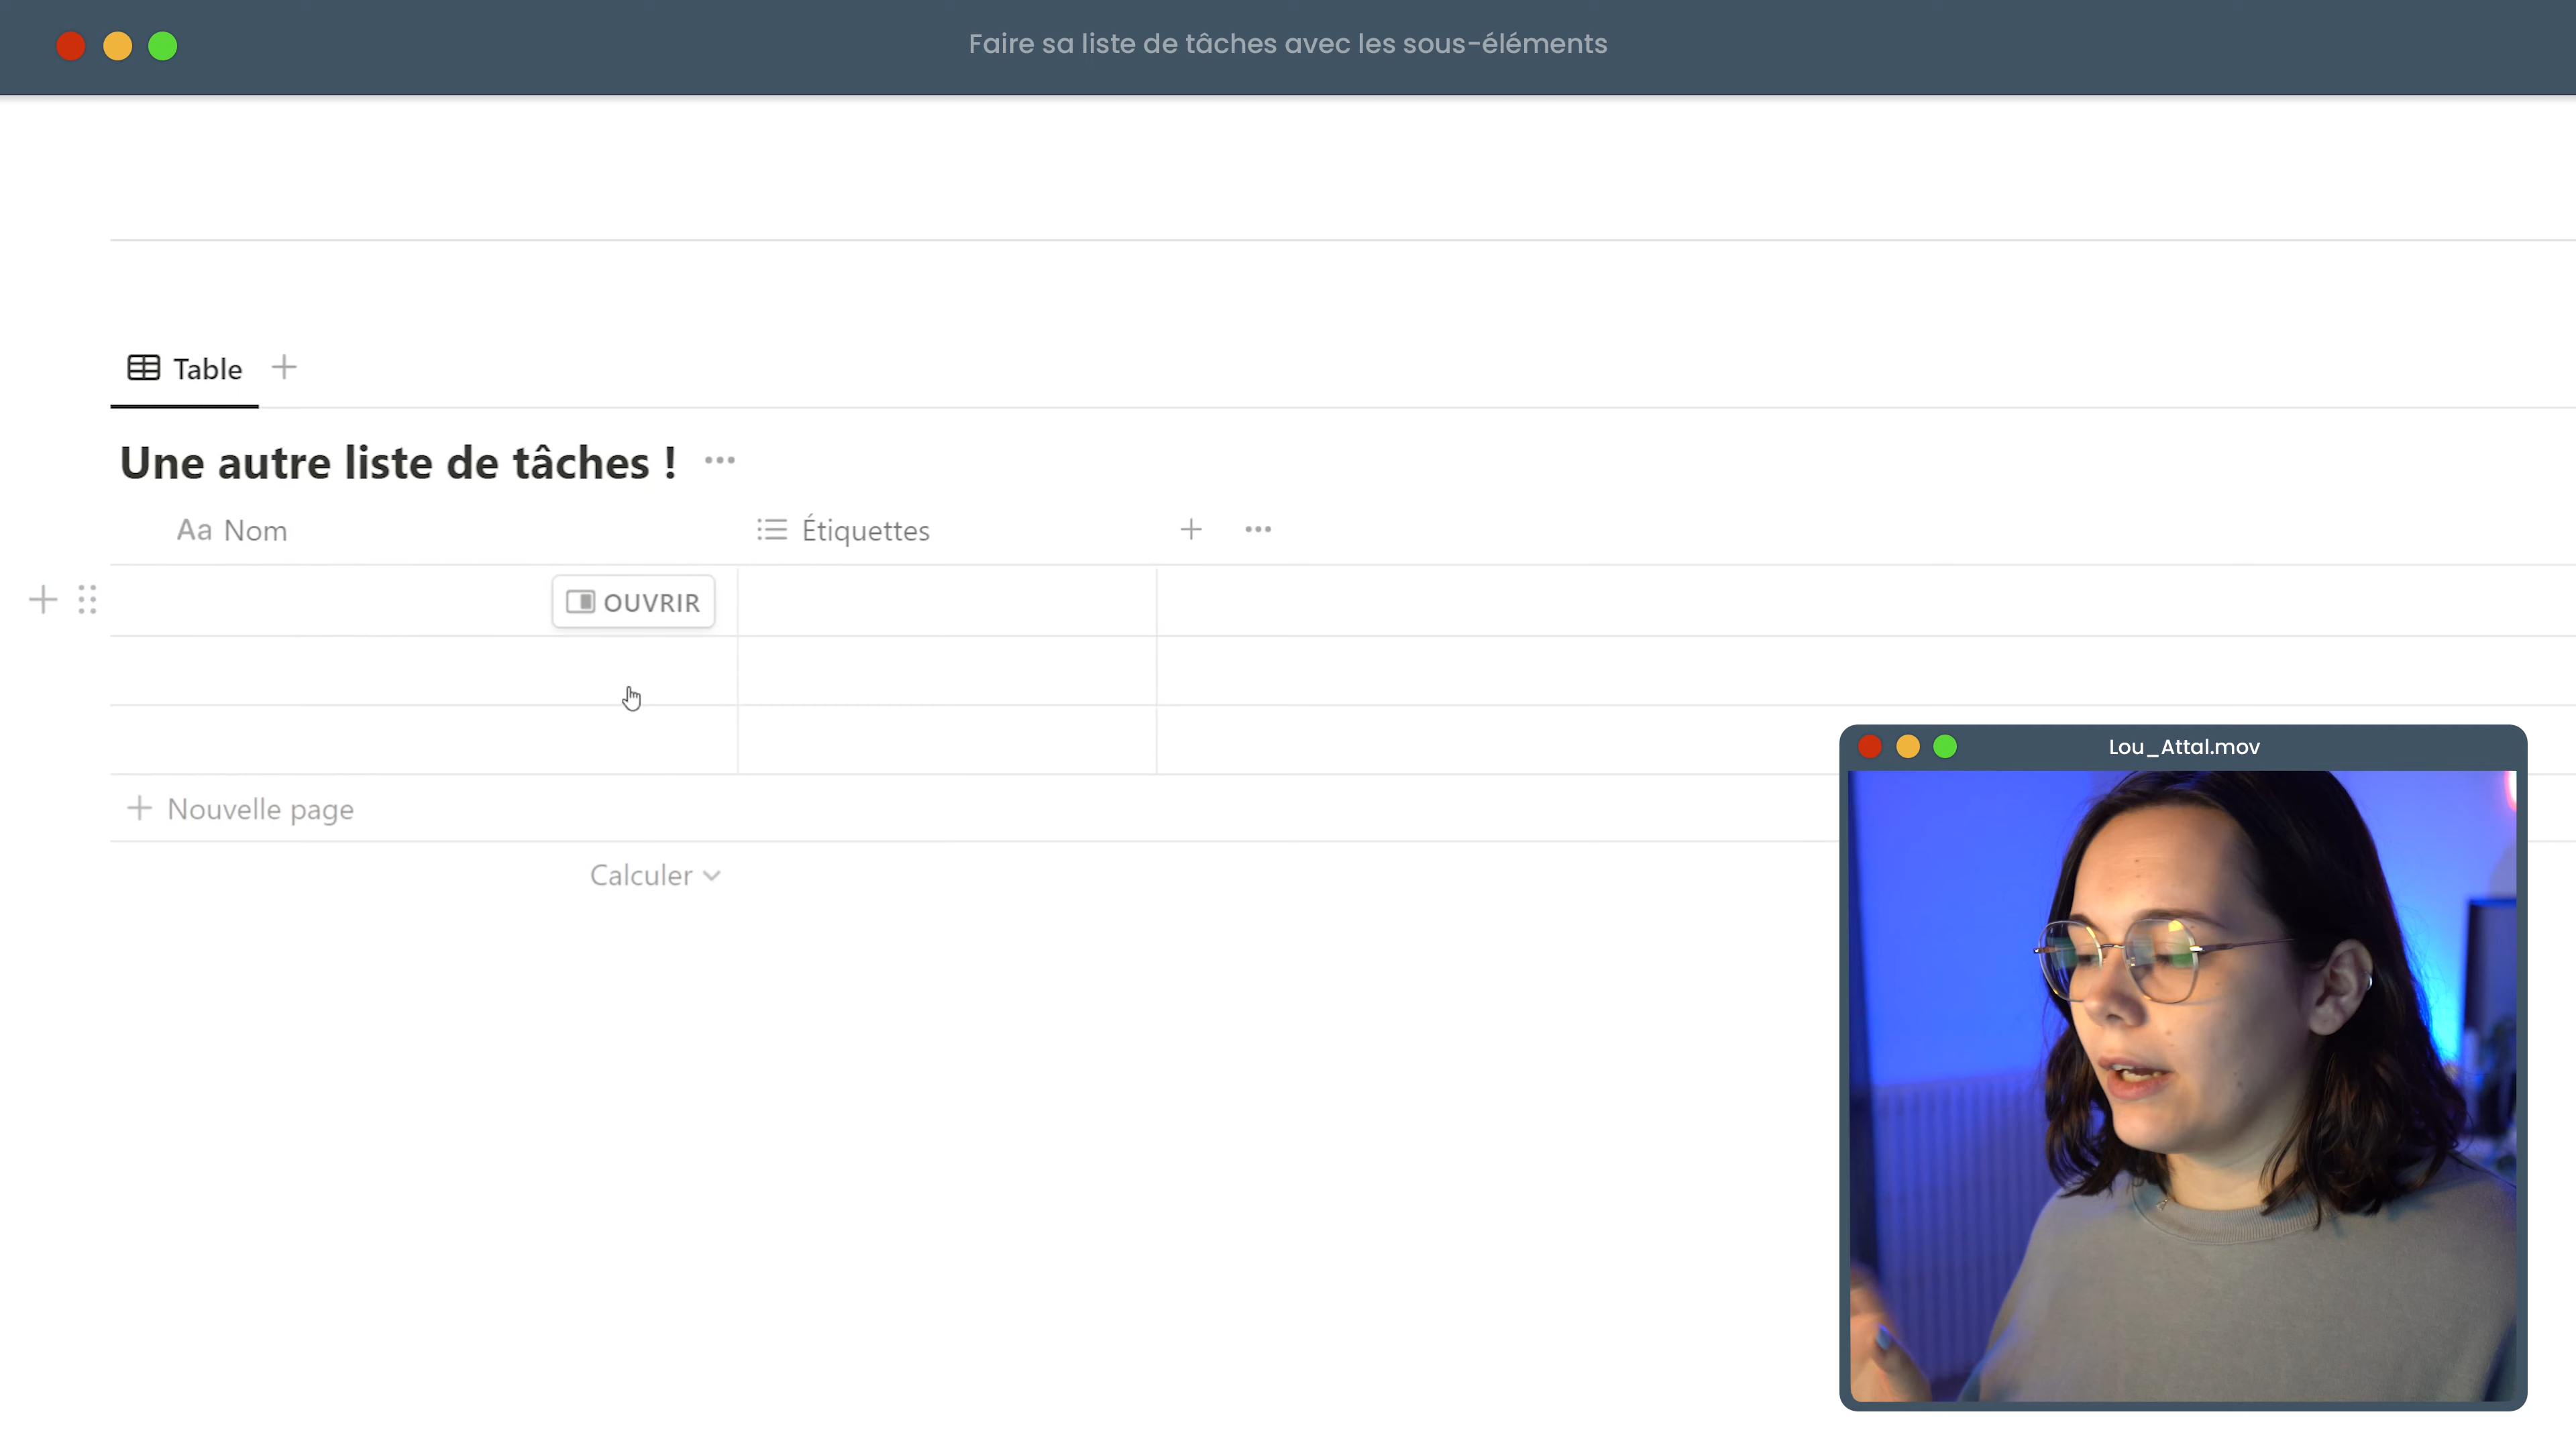 Faire sa liste de tâches avec les sous-éléments
Table
Une autre liste de tâches !
Aa Nom
Étiquettes
OUVRIR
Nouvelle page
Calculer
Lou_Attal.mov